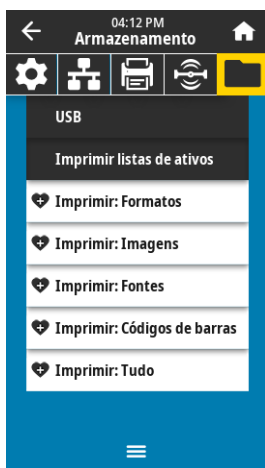 04:12 PM
Armazenamento
USB
Imprimir listas de ativos
Imprimir: Formatos
Imprimir: Imagens
Imprimir: Fontes
Imprimir: Códigos de barras
Imprimir: Tudo